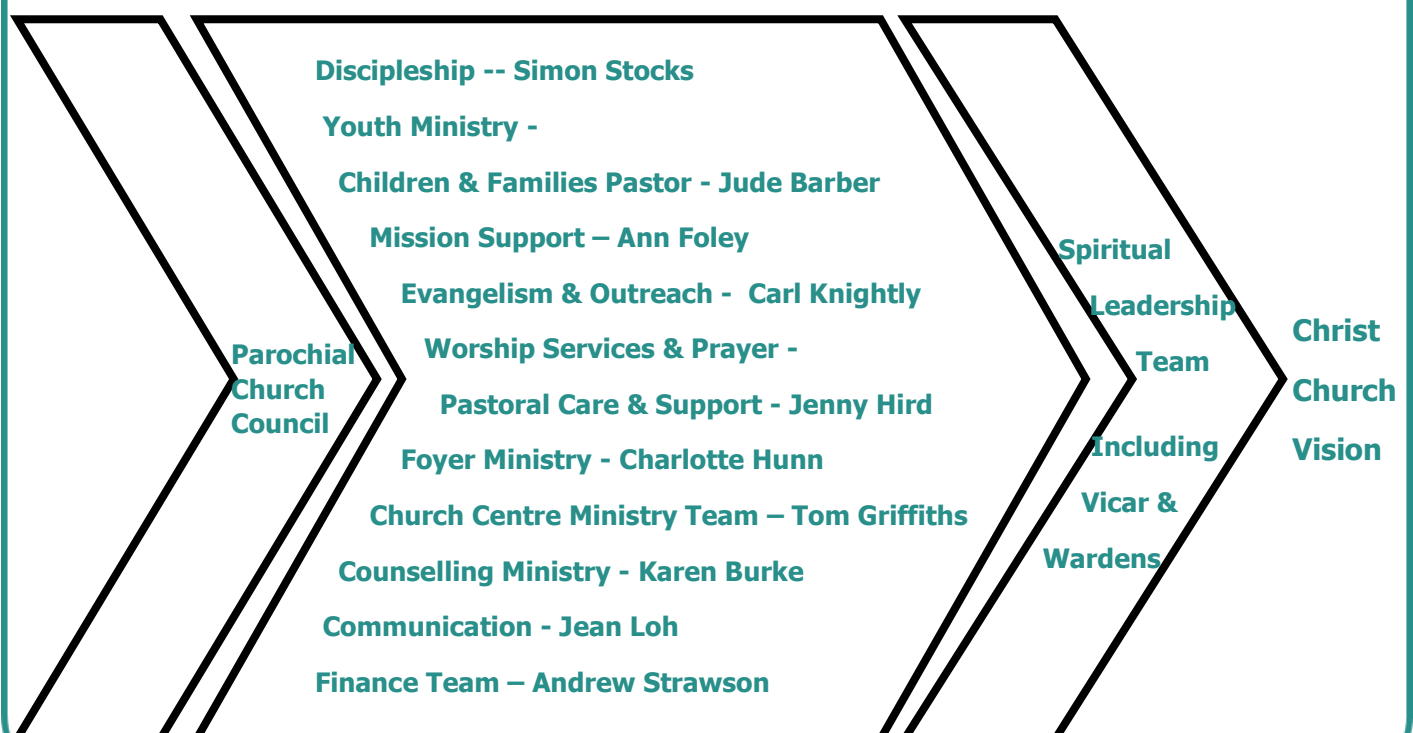 Discipleship -- Simon Stocks
Youth Ministry -
Children & Families Pastor - Jude Barber
Mission Support – Ann Foley
Evangelism & Outreach -  Carl Knightly
Worship Services & Prayer -
Pastoral Care & Support - Jenny Hird
Foyer Ministry - Charlotte Hunn
Church Centre Ministry Team – Tom Griffiths
Counselling Ministry - Karen Burke
Communication - Jean Loh
Finance Team – Andrew Strawson
Parochial
Church
Council
Spiritual
Leadership
Team
Including
Vicar &
Wardens
Christ
Church
Vision